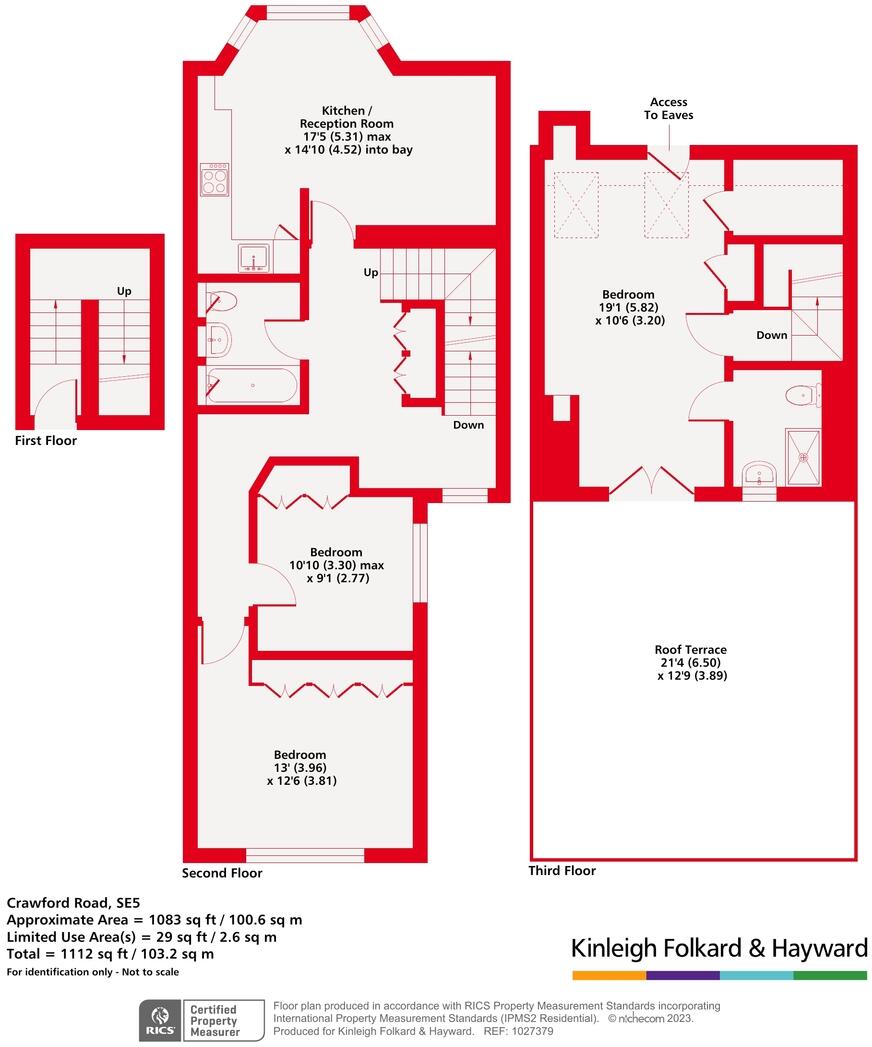 Kitchen /
Reception Room
17'5 (5.31) max
x 14'10 (4.52) into bay
Access
To Eaves
Up
Up
Bedroom
19'1 (5.82)
x 10'6 (3.20)
Down
First Floor
Down
Bedroom
10'10 (3.30) max
x 9'1 (2.77)
Roof Terrace
21'4 (6.50)
x 12'9 (3.89)
Bedroom
13' (3.96)
x 12'6 (3.81)
Second Floor
Third Floor
Crawford Road, SE5
Approximate Area = 1083 sq ft / 100.6 sq m
Limited Use Area(s) = 29 sq ft / 2.6 sq m
Total = 1112 sq ft / 103.2 sq m
For identification only - Not to scale
Kinleigh Folkard & Hayward
RICS
Certified
Property
Measurer
Floor plan produced in accordance with RICS Property Measurement Standards incorporating
International Property Measurement Standards (IPMS2 Residential). © n!checom 2023.
Produced for Kinleigh Folkard & Hayward. REF: 1027379